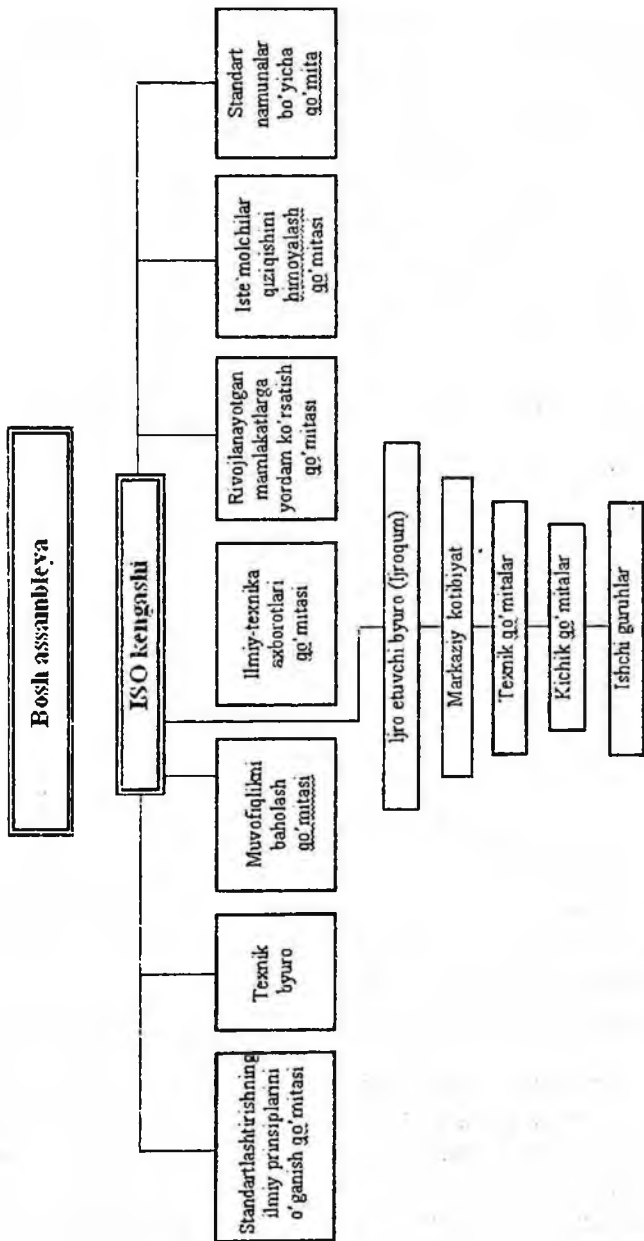 Bosh assambleya
ISO kengashi
Standartlashtirishning
ilmiy prinsiplarini
o'ganish qo'mitasi
Texnik
byuro
Muvofiqlikni
baholash
qo'mitasi
Ilmiy-texnika
axborotlari
qo'mitasi
Rivojlanayotgan
mamlakatlarga
yordam ko'rsatish
qo'mitasi
Iste'molchilar
qiziqishini
himoyalash
qo'mitasi
Standart
namunalar
bo'yicha
qo'mita
Ijro etuvchi byuro (Ijroqum)
Markaziy kotibiyat
Texnik qo'mitalar
Kichik qo'mitalar
Ishchi guruhlar